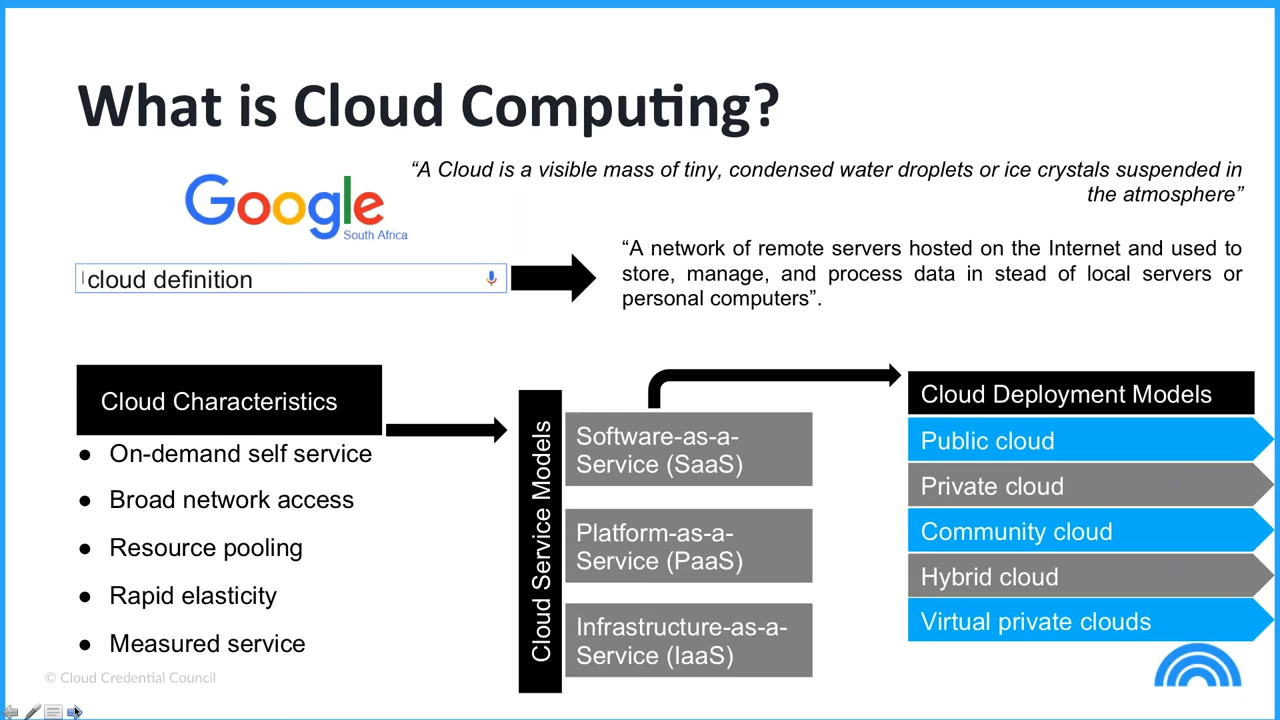 What is Cloud Computing?
“A Cloud is a visible mass of tiny, condensed water droplets or ice crystals suspended in
the atmosphere”
Google
South Africa
cloud definition
“A network of remote servers hosted on the Internet and used to
store, manage, and process data in stead of local servers or
personal computers”.
Cloud Characteristics
● On-demand self service
● Broad network access
● Resource pooling
● Rapid elasticity
● Measured service
Cloud Service Models
Software-as-a-
Service (SaaS)
Platform-as-a-
Service (PaaS)
Infrastructure-as-a-
Service (IaaS)
Cloud Deployment Models
Public cloud
Private cloud
Community cloud
Hybrid cloud
Virtual private clouds
© Cloud Credential Council